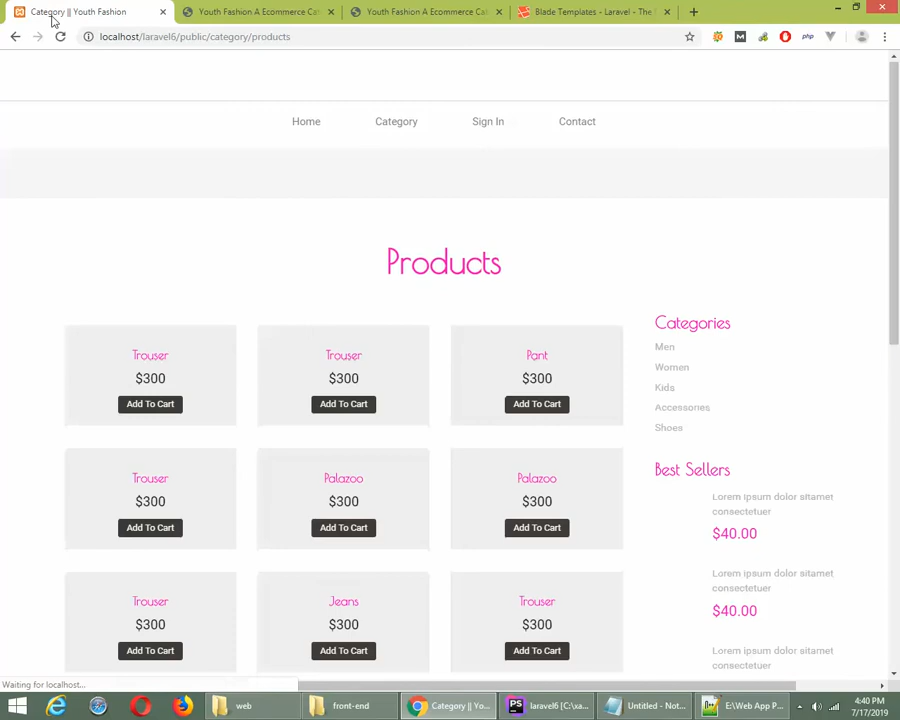 Category || Youth Fashion
Youth Fashion A Ecommerce Cat
Youth Fashion A Ecommerce Cat
Blade Templates - Laravel - The
localhost/laravel6/public/category/products
php
Home
Category
Sign In
Contact
Products
Trouser
$300
Add To Cart
Trouser
$300
Add To Cart
Pant
$300
Add To Cart
Trouser
$300
Add To Cart
Palazoo
$300
Add To Cart
Palazoo
$300
Add To Cart
Trouser
$300
Add To Cart
Jeans
$300
Add To Cart
Trouser
$300
Add To Cart
Categories
Men
Women
Kids
Accessories
Shoes
Best Sellers
Lorem ipsum dolor sitamet
consectetuer
$40.00
Lorem ipsum dolor sitamet
consectetuer
$40.00
Lorem ipsum dolor sitamet
consectetuer
Waiting for localhost...
web
front-end
Category || Yo...
laravel6 [C:\xa...
Untitled - Not...
E:\Web App P...
4:40 PM
7/17/2019